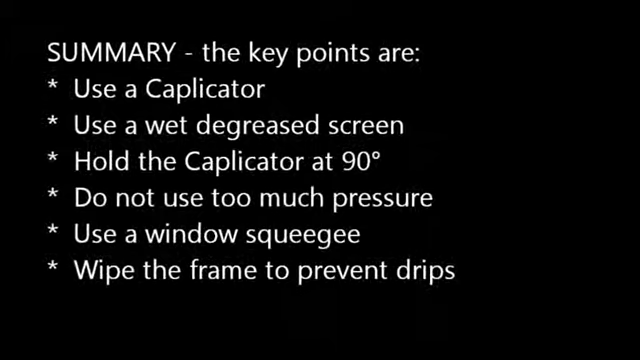 SUMMARY - the key points are:
* Use a Caplicator
* Use a wet degreased screen
* Hold the Caplicator at 90°
* Do not use too much pressure
* Use a window squeegee
* Wipe the frame to prevent drips